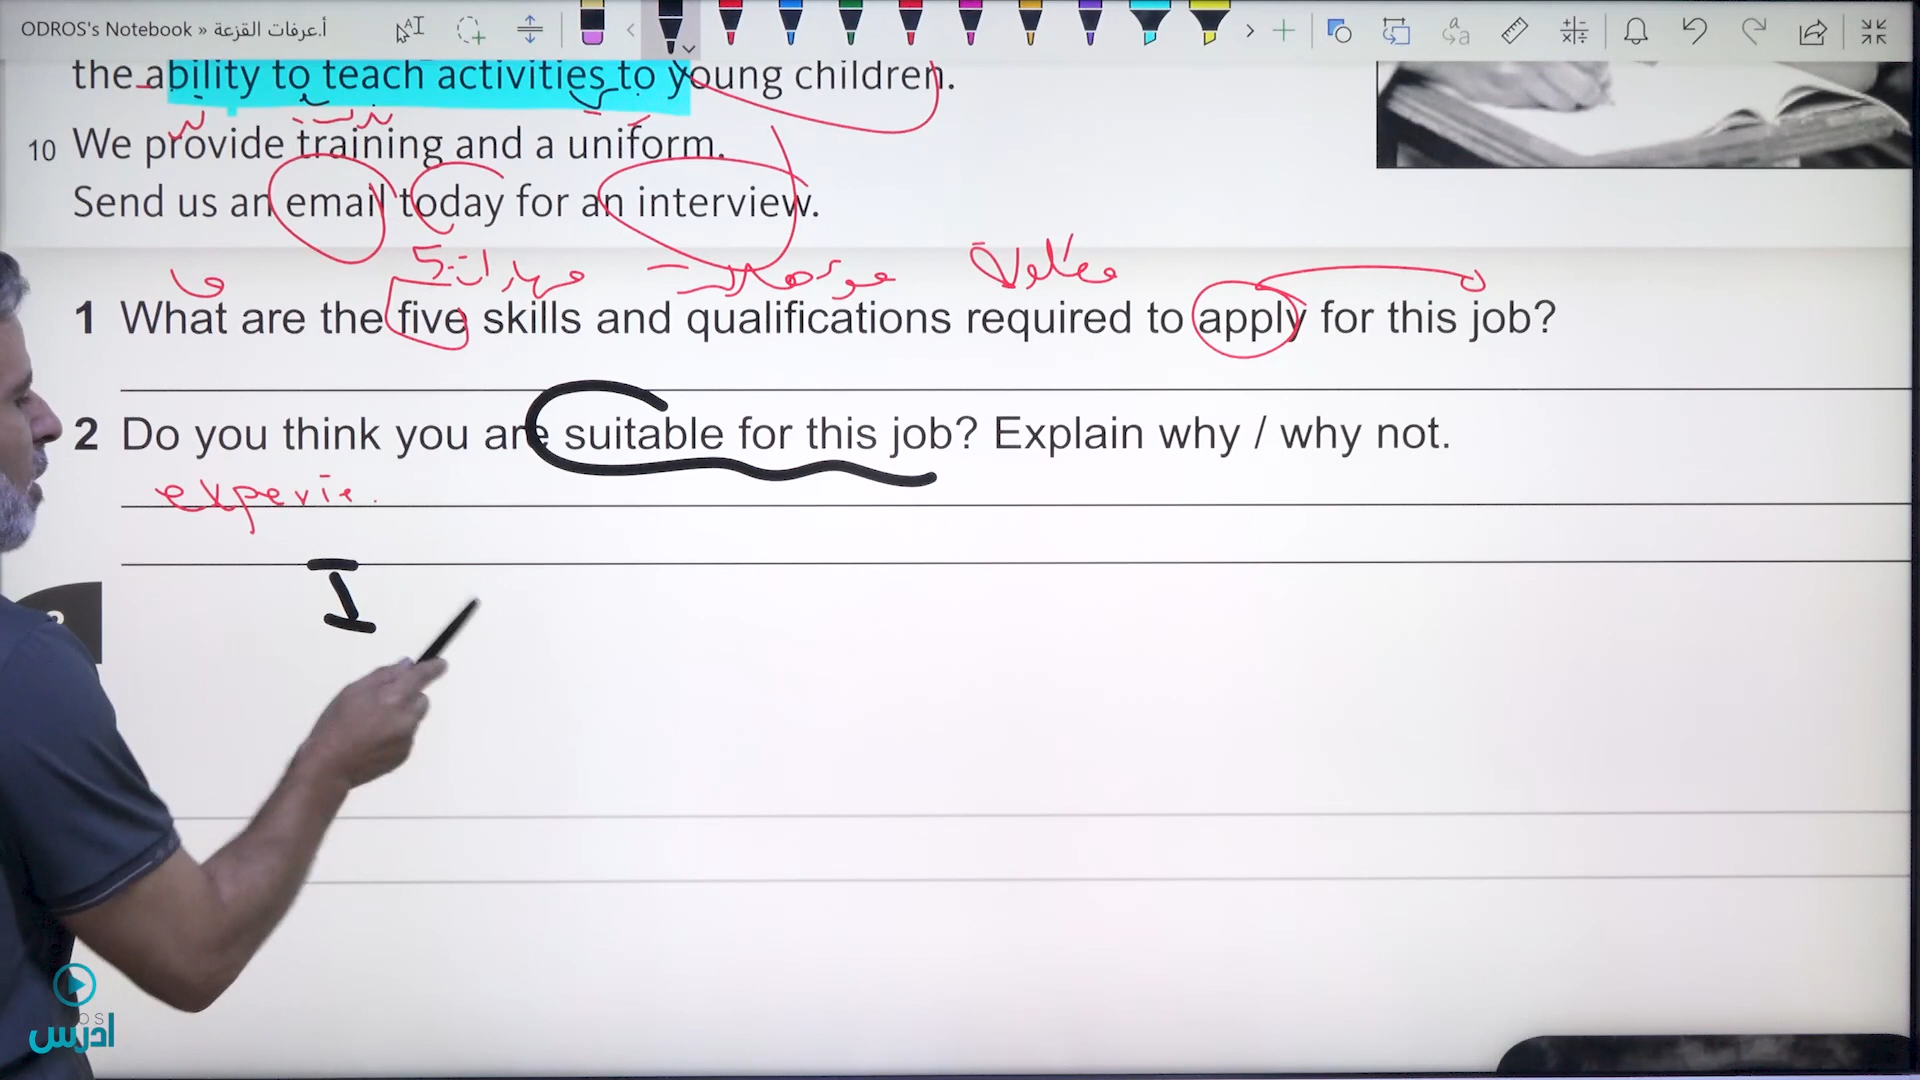 ODROS's Notebook » أ.عرفات القزعة
the ability to teach activities to young children.
10 We provide training and a uniform.
Send us an email today for an interview.
مهارات 5
1 What are the five skills and qualifications required to apply for this job?
2 Do you think you are suitable for this job? Explain why / why not.
experie.
I
ادرس